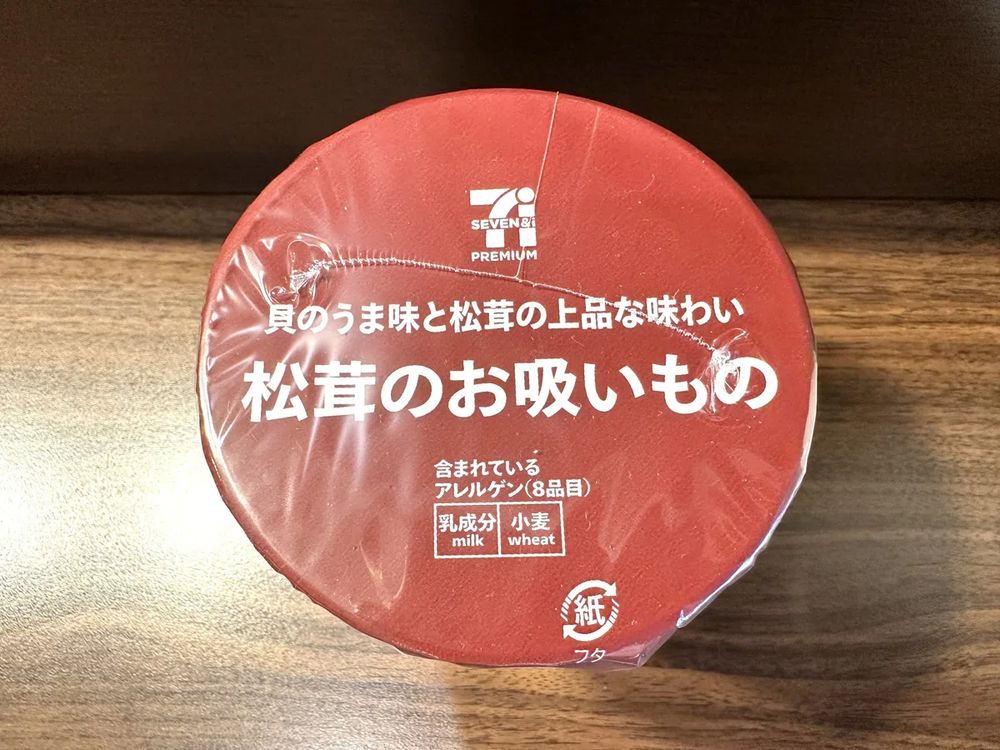 SEVEN&i
PREMIUM
貝のうま味と松茸の上品な味わい
松茸のお吸いもの
含まれている
アレルゲン(8品目)
乳成分 小麦
milk wheat
紙
フタ